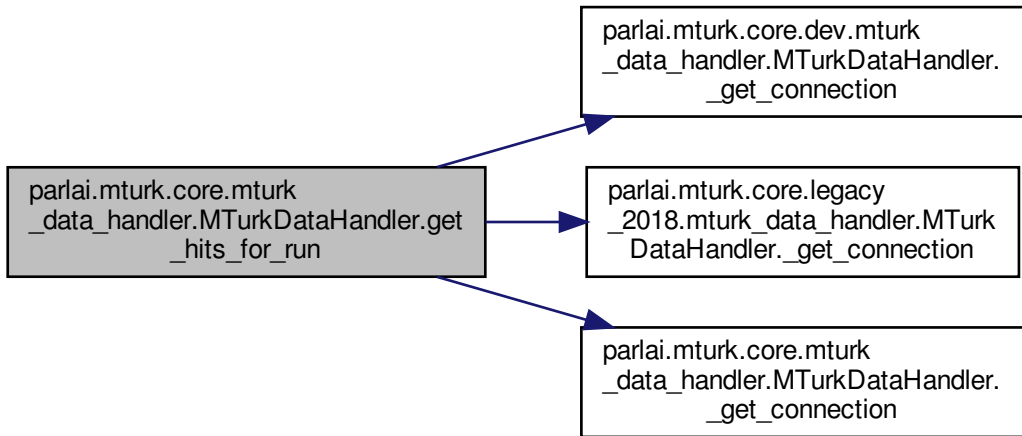 parlai.mturk.core.mturk
_data_handler.MTurkDataHandler.get
_hits_for_run
parlai.mturk.core.dev.mturk
_data_handler.MTurkDataHandler.
_get_connection
parlai.mturk.core.legacy
_2018.mturk_data_handler.MTurk
DataHandler._get_connection
parlai.mturk.core.mturk
_data_handler.MTurkDataHandler.
_get_connection